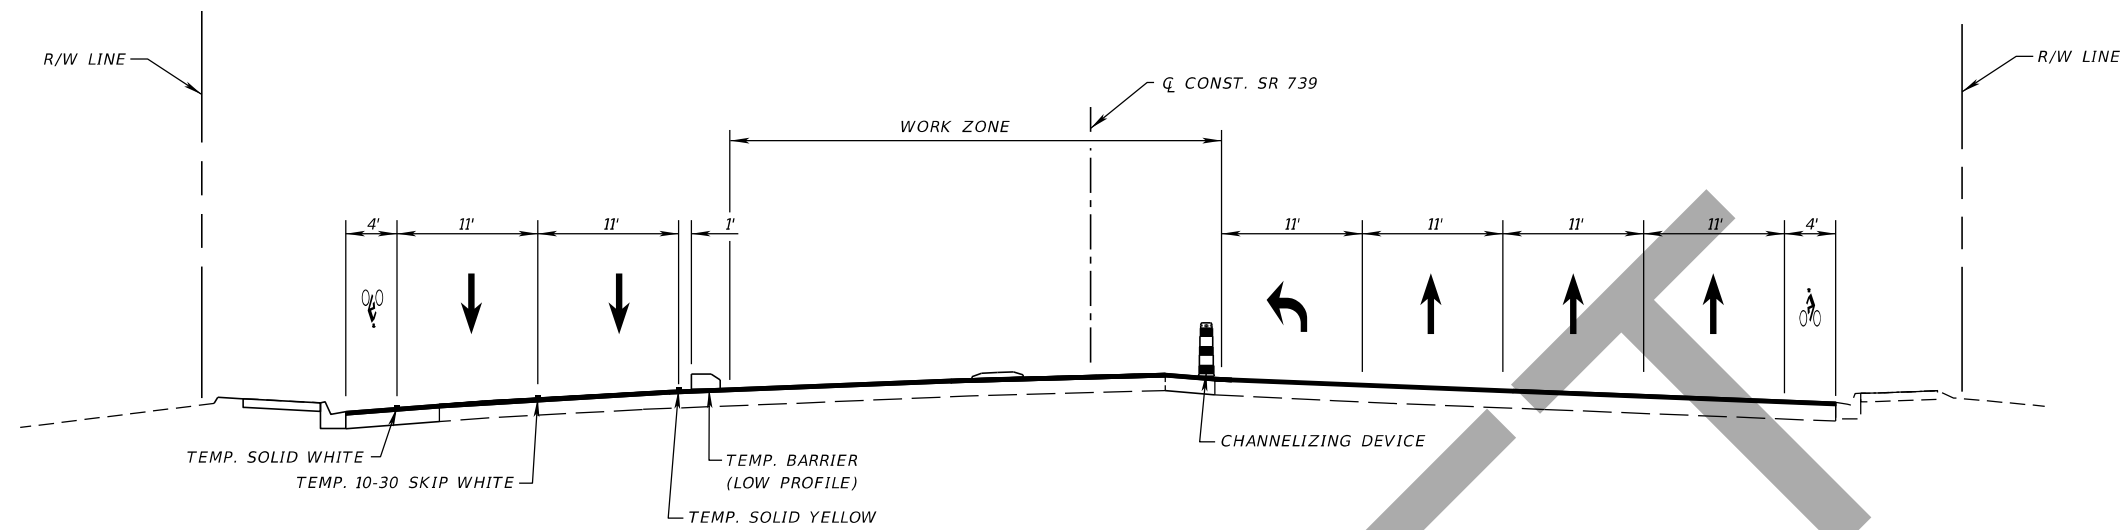 R/W LINE
R/W LINE
℄ CONST. SR 739
WORK ZONE
4' 11' 11' 1' 11' 11' 11' 11' 4'
CHANNELIZING DEVICE
TEMP. SOLID WHITE
TEMP. BARRIER
(LOW PROFILE)
TEMP. 10-30 SKIP WHITE
TEMP. SOLID YELLOW